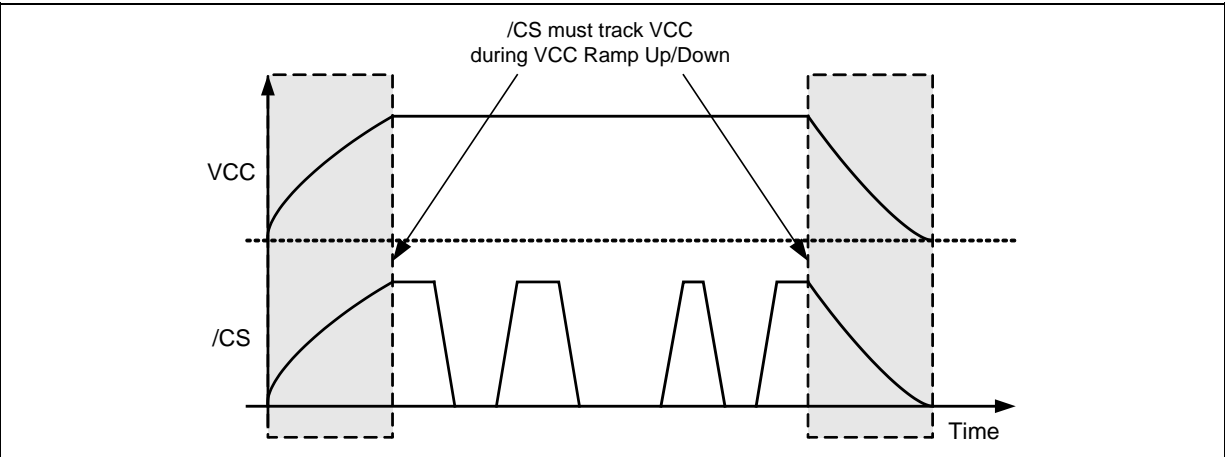 /CS must track VCC
during VCC Ramp Up/Down
VCC
/CS
Time